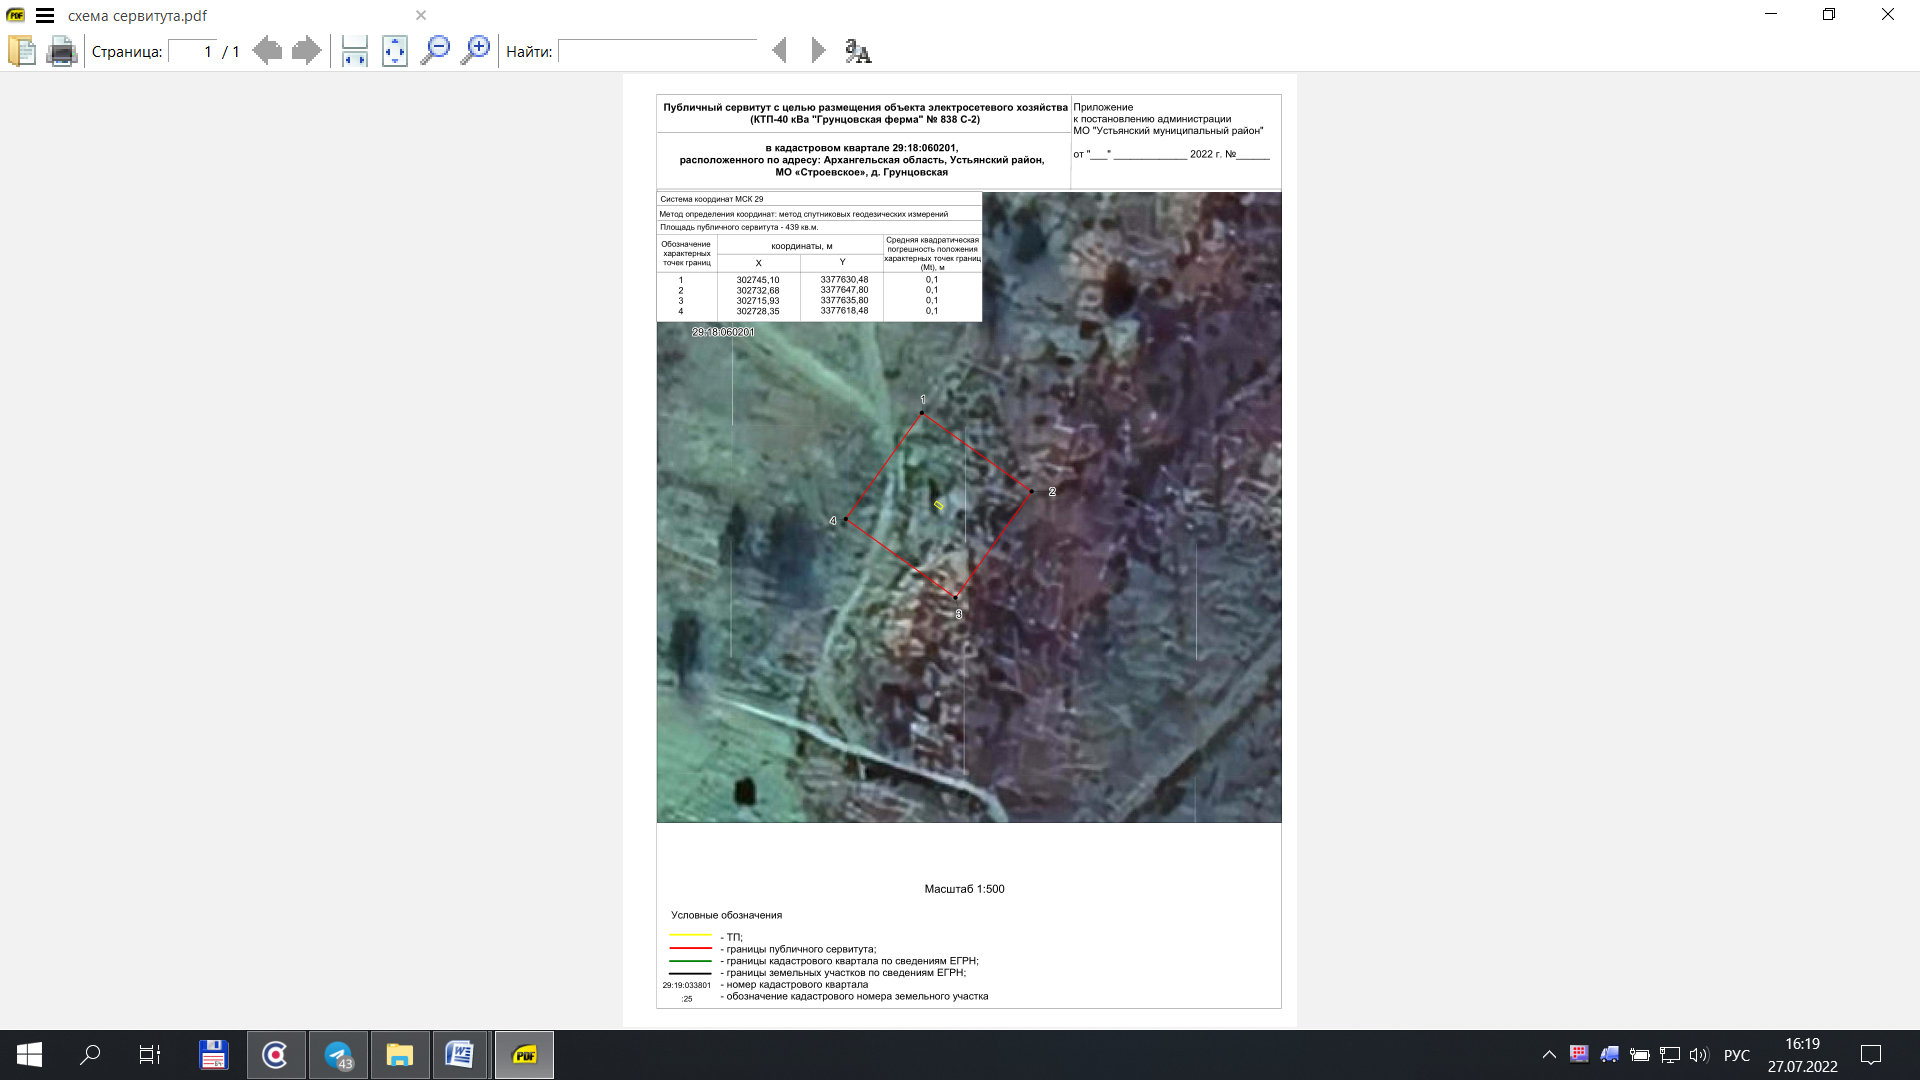 схема сервитута.pdf
Страница: 1 / 1 Найти:
Публичный сервитут с целью размещения объекта электросетевого хозяйства
(КТП-40 кВа "Грунцовская ферма" № 838 С-2)
в кадастровом квартале 29:18:060201,
расположенного по адресу: Архангельская область, Устьянский район,
МО «Строевское», д. Грунцовская
Приложение
к постановлению администрации
МО "Устьянский муниципальный район"
от "___" _____________ 2022 г. №______
Система координат МСК 29
Метод определения координат: метод спутниковых геодезических измерений
Площадь публичного сервитута - 439 кв.м.
Обозначение
характерных
точек границ
координаты, м
X Y
Средняя квадратическая
погрешность положения
характерных точек границ
(Mt), м
1 302745,10 3377630,48 0,1
2 302732,68 3377647,80 0,1
3 302715,93 3377635,80 0,1
4 302728,35 3377618,48 0,1
29:18:060201
1
2
4
3
Масштаб 1:500
Условные обозначения
- ТП;
- границы публичного сервитута;
- границы кадастрового квартала по сведениям ЕГРН;
- границы земельных участков по сведениям ЕГРН;
29:19:033801 - номер кадастрового квартала
:25 - обозначение кадастрового номера земельного участка
43
PDF
РУС
16:19
27.07.2022